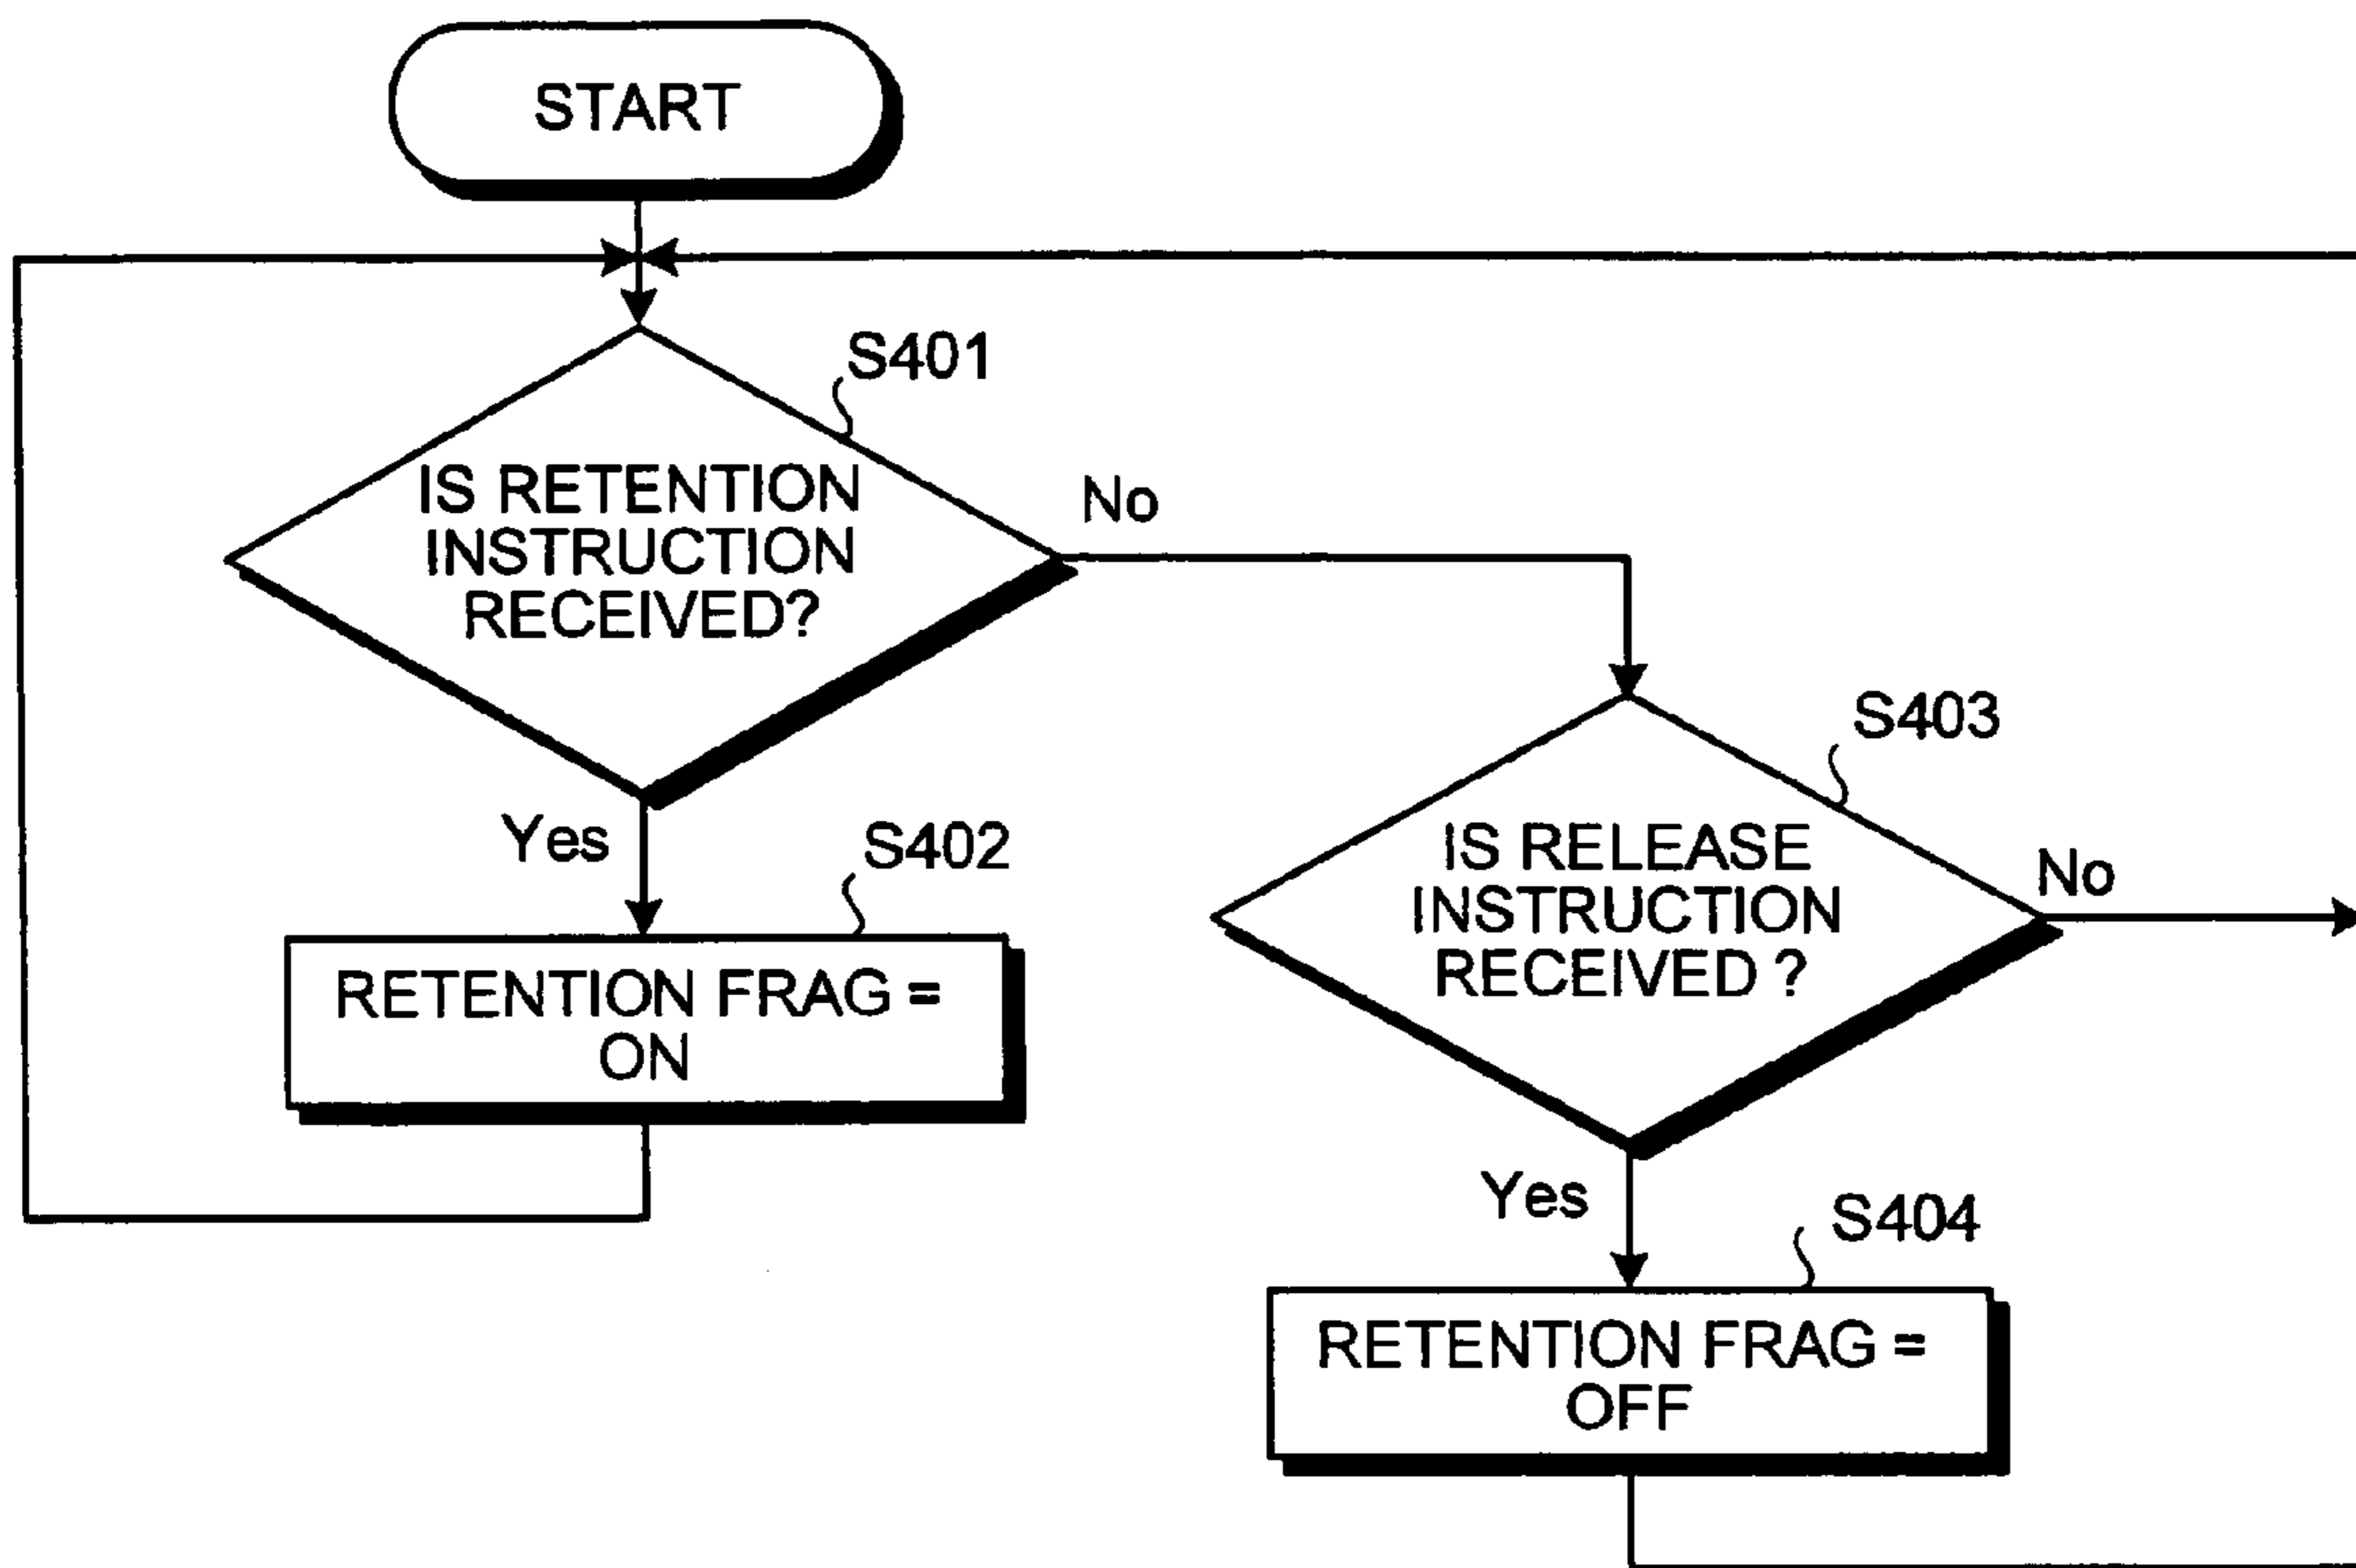 START
S401
IS RETENTION
INSTRUCTION
RECEIVED?
No
Yes
S402
RETENTION FRAG =
ON
S403
IS RELEASE
INSTRUCTION
RECEIVED ?
No
Yes
S404
RETENTION FRAG =
OFF